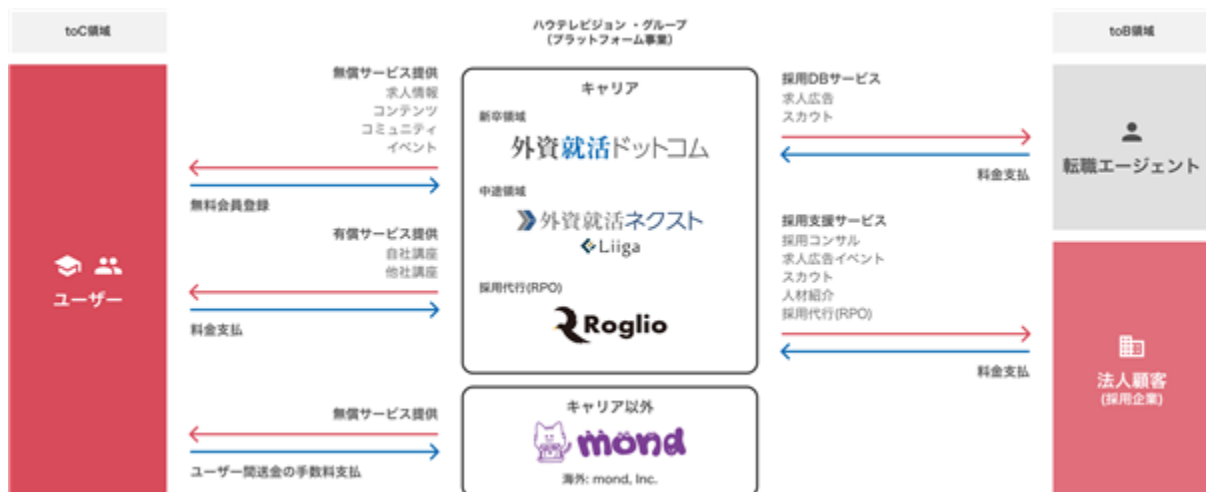 toC領域
ハウテレビジョン・グループ
(プラットフォーム事業)
toB領域
ユーザー
無償サービス提供
求人情報
コンテンツ
コミュニティ
イベント
無料会員登録
有償サービス提供
自社講座
他社講座
料金支払
無償サービス提供
ユーザー間送金の手数料支払
キャリア
新卒領域
外資就活ドットコム
中途領域
外資就活ネクスト
Liiga
採用代行(RPO)
Roglio
キャリア以外
mond
海外: mond, Inc.
採用DBサービス
求人広告
スカウト
料金支払
採用支援サービス
採用コンサル
求人広告イベント
スカウト
人材紹介
採用代行(RPO)
料金支払
転職エージェント
法人顧客
(採用企業)